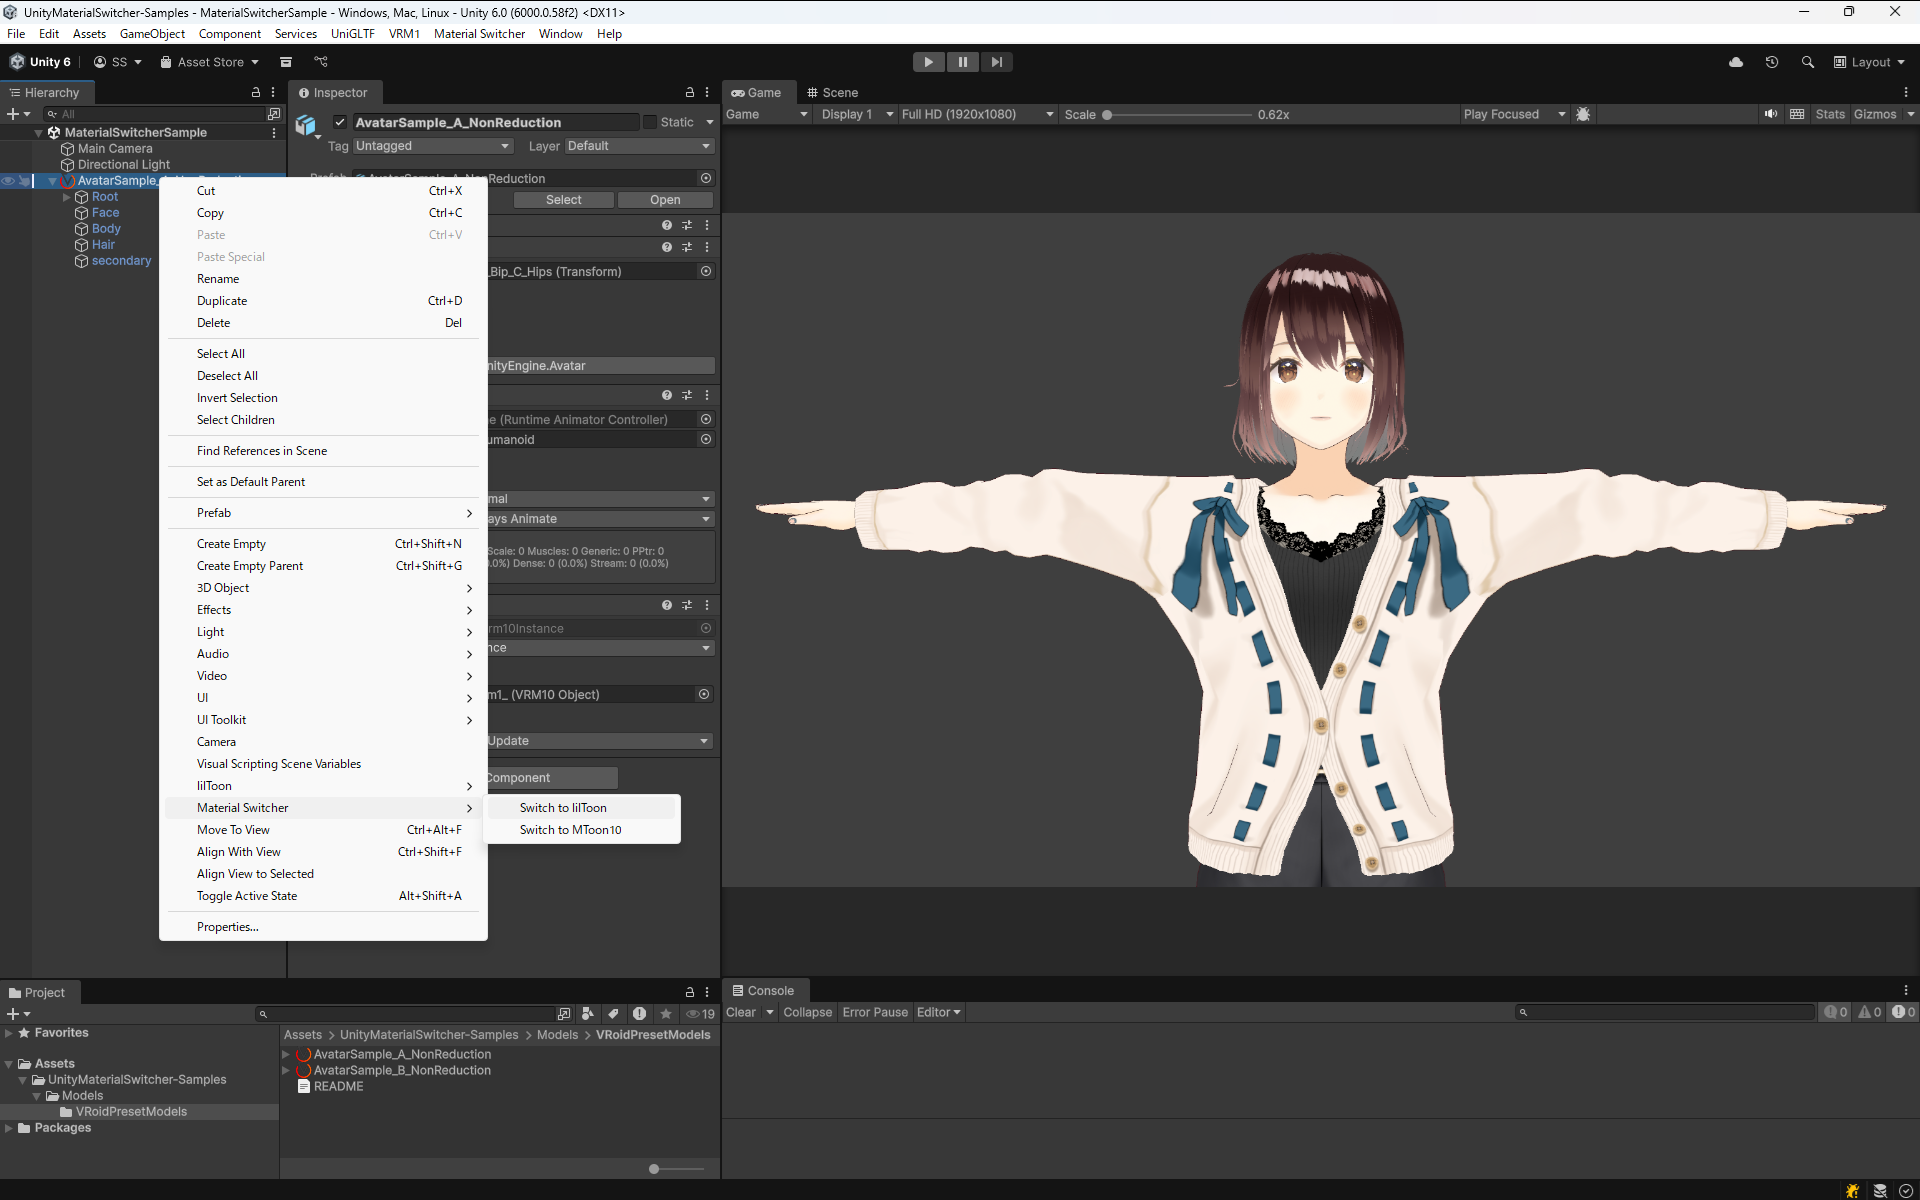 UnityMaterialSwitcher-Samples - MaterialSwitcherSample - Windows, Mac, Linux - Unity 6.0 (6000.0.58f2) <DX11>
File Edit Assets GameObject Component Services UniGLTF VRM1 Material Switcher Window Help
Unity 6 SS Asset Store Layout
Hierarchy
All
MaterialSwitcherSample
Main Camera
Directional Light
AvatarSample_
Root
Face
Body
Hair
secondary
Cut Ctrl+X
Copy Ctrl+C
Paste Ctrl+V
Paste Special
Rename
Duplicate Ctrl+D
Delete Del
Select All
Deselect All
Invert Selection
Select Children
Find References in Scene
Set as Default Parent
Prefab
Create Empty Ctrl+Shift+N
Create Empty Parent Ctrl+Shift+G
3D Object
Effects
Light
Audio
Video
UI
UI Toolkit
Camera
Visual Scripting Scene Variables
lilToon
Material Switcher
Move To View Ctrl+Alt+F
Align With View Ctrl+Shift+F
Align View to Selected
Toggle Active State Alt+Shift+A
Properties...
Switch to lilToon
Switch to MToon10
Inspector
AvatarSample_A_NonReduction Static
Tag Untagged Layer Default
nReduction
Select Open
_Bip_C_Hips (Transform)
nityEngine.Avatar
e (Runtime Animator Controller)
umanoid
mal
ays Animate
Scale: 0 Muscles: 0 Generic: 0 PPtr: 0
0.0%) Dense: 0 (0.0%) Stream: 0 (0.0%)
rm10Instance
nce
m1_ (VRM10 Object)
Update
Component
Game Scene
Game Display 1 Full HD (1920x1080) Scale 0.62x Play Focused Stats Gizmos
Project
19
Favorites
Assets
UnityMaterialSwitcher-Samples
Models
VRoidPresetModels
Packages
Assets > UnityMaterialSwitcher-Samples > Models > VRoidPresetModels
AvatarSample_A_NonReduction
AvatarSample_B_NonReduction
README
Console
Clear Collapse Error Pause Editor 0 0 0